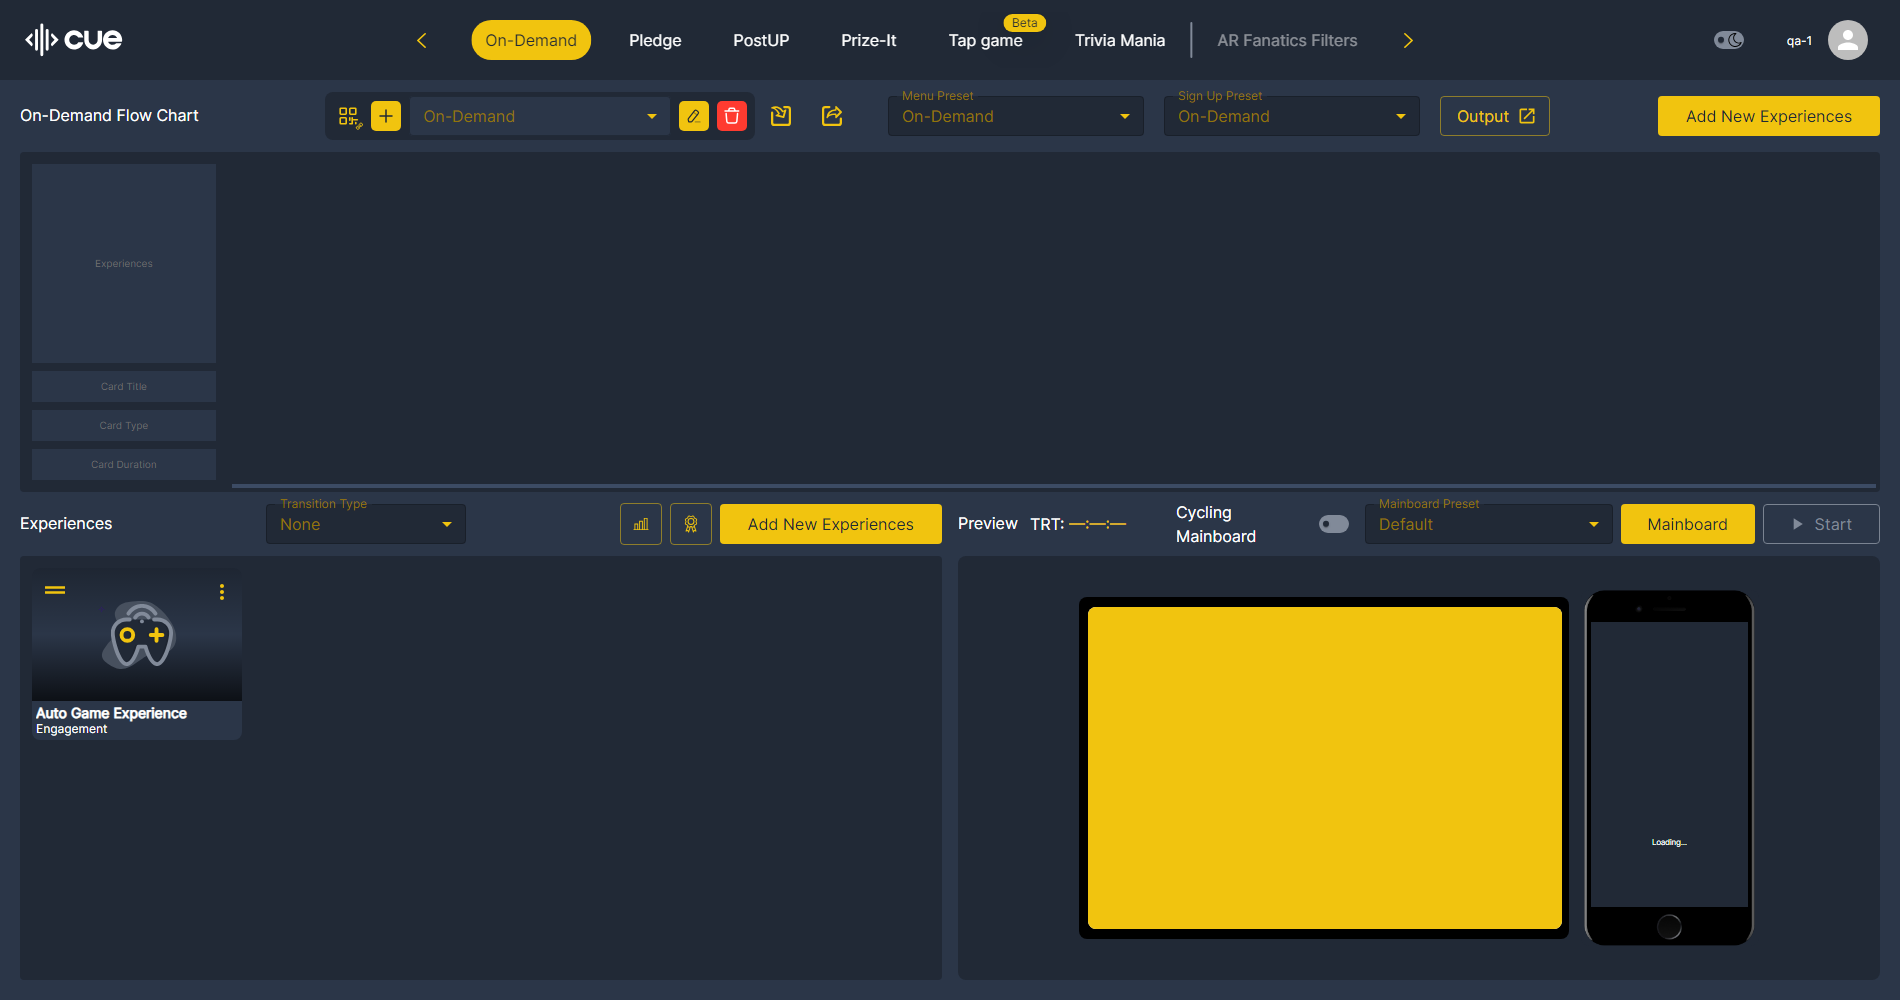 cue
On-Demand
Pledge
PostUP
Prize-It
Tap game
Beta
Trivia Mania
AR Fanatics Filters
qa-1
On-Demand Flow Chart
On-Demand
Menu Preset
On-Demand
Sign Up Preset
On-Demand
Output
Add New Experiences
Experiences
Card Title
Card Type
Card Duration
Experiences
Transition Type
None
Add New Experiences
Preview
TRT: —:—:—
Cycling
Mainboard
Mainboard Preset
Default
Mainboard
Start
Auto Game Experience
Engagement
Loading...